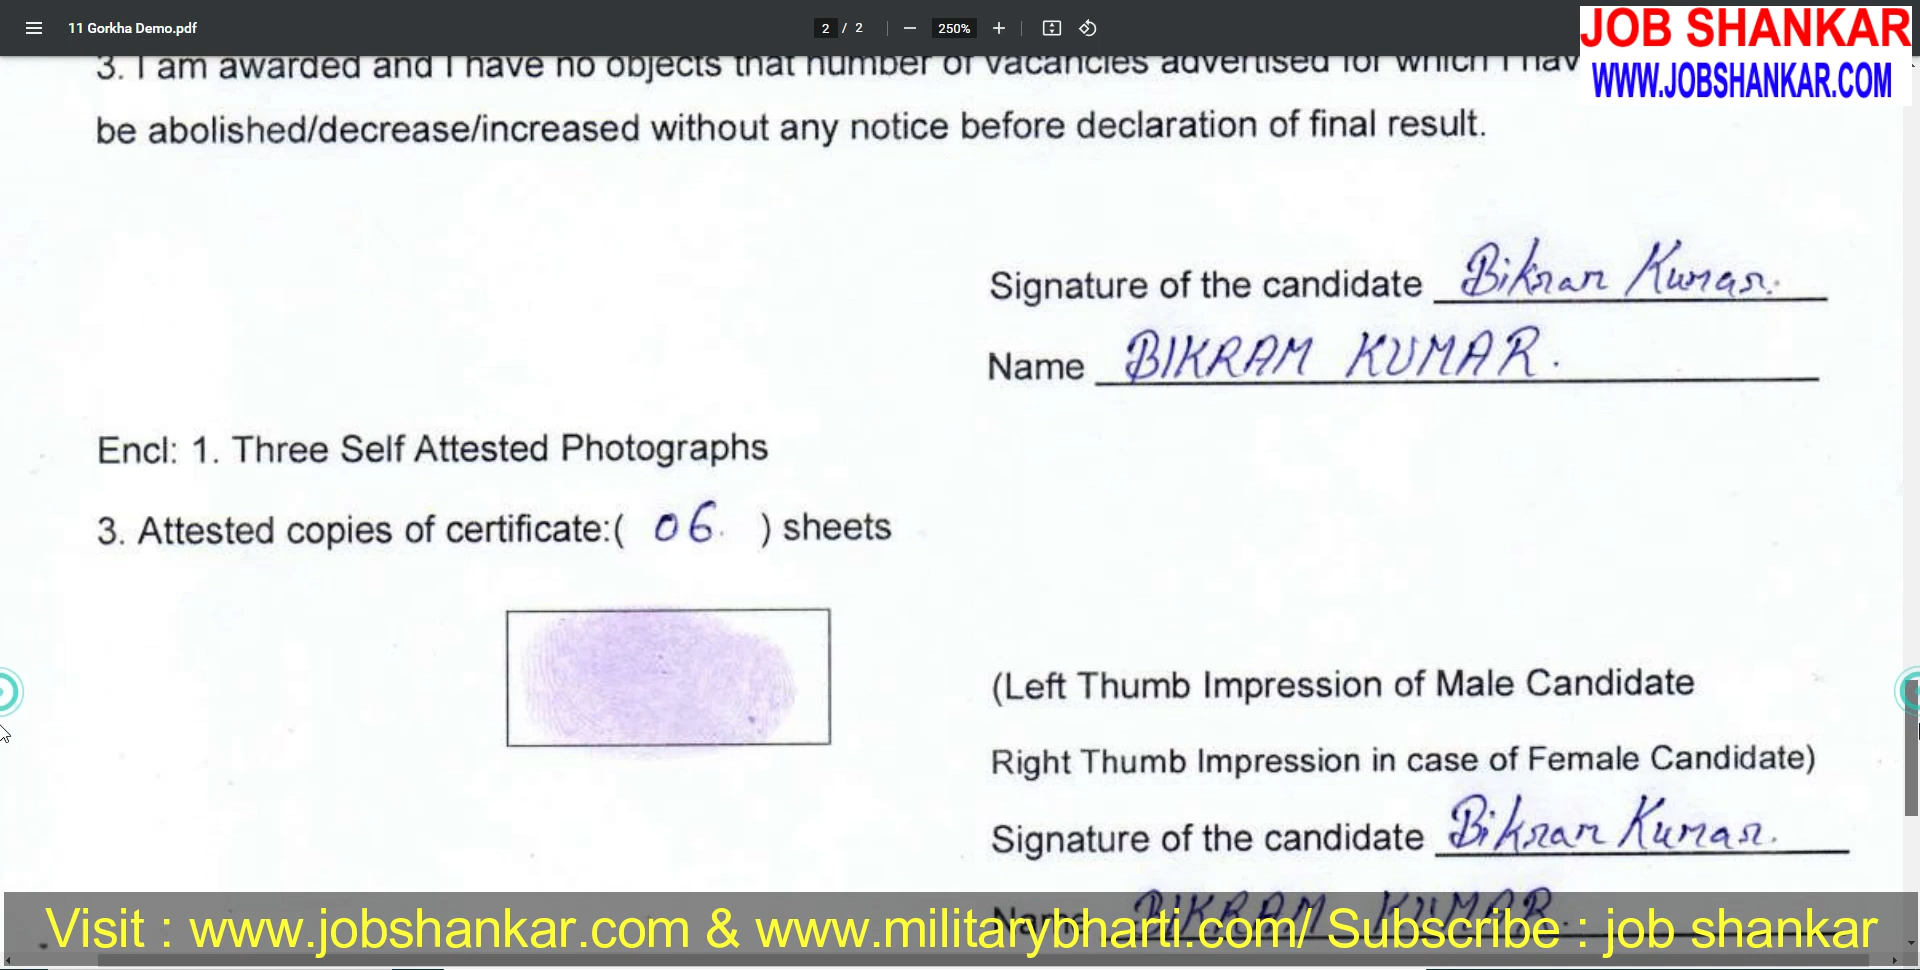 11 Gorkha Demo.pdf
2 / 2
250%
JOB SHANKAR
WWW.JOBSHANKAR.COM
3. I am awarded and I have no objects that number of vacancies advertised for which I hav
be abolished/decrease/increased without any notice before declaration of final result.
Signature of the candidate Bikram Kumar.
Name BIKRAM KUMAR.
Encl: 1. Three Self Attested Photographs
3. Attested copies of certificate:( 06 ) sheets
(Left Thumb Impression of Male Candidate
Right Thumb Impression in case of Female Candidate)
Signature of the candidate Bikram Kumar.
Name BIKRAM KUMAR.
Visit : www.jobshankar.com & www.militarybharti.com/ Subscribe : job shankar